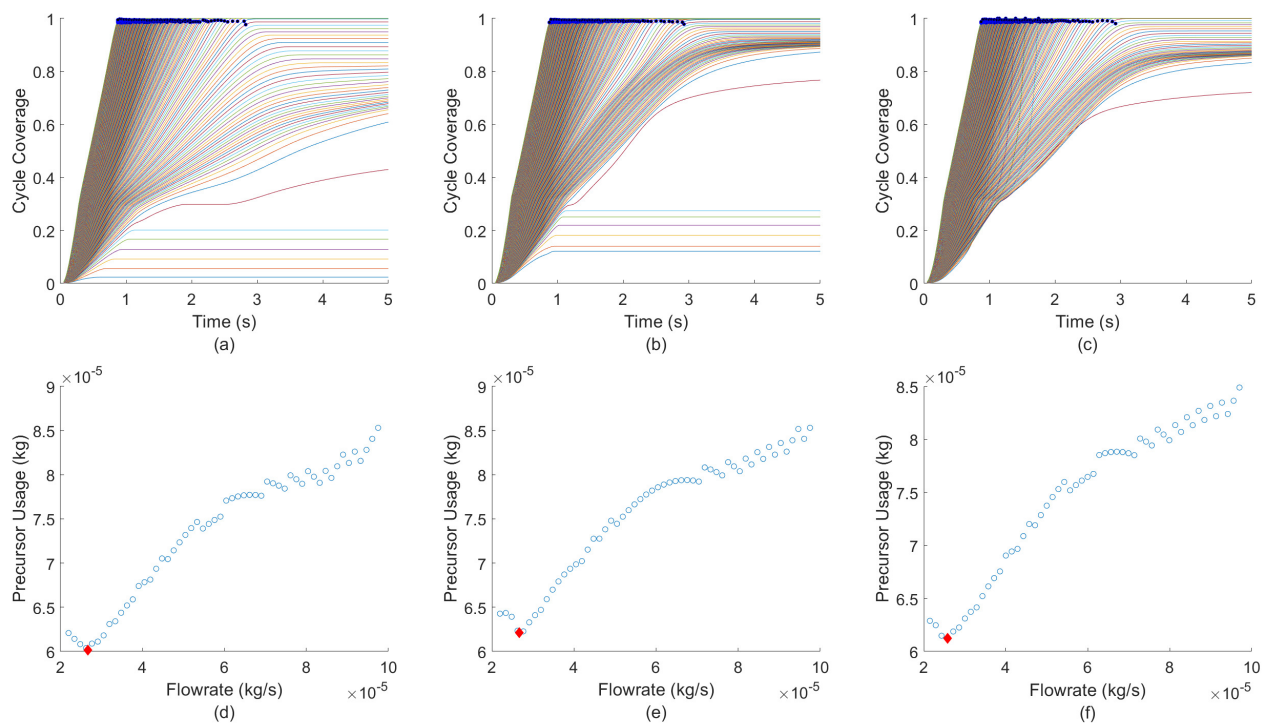 1
0.8
0.6
0.4
0.2
0
Cycle Coverage
0 1 2 3 4 5
Time (s)
(a)
1
0.8
0.6
0.4
0.2
0
Cycle Coverage
0 1 2 3 4 5
Time (s)
(b)
1
0.8
0.6
0.4
0.2
0
Cycle Coverage
0 1 2 3 4 5
Time (s)
(c)
×10-5
9
8.5
8
7.5
7
6.5
6
Precursor Usage (kg)
2 4 6 8 10
Flowrate (kg/s) ×10-5
(d)
×10-5
9
8.5
8
7.5
7
6.5
6
Precursor Usage (kg)
2 4 6 8 10
Flowrate (kg/s) ×10-5
(e)
×10-5
8.5
8
7.5
7
6.5
6
Precursor Usage (kg)
2 4 6 8 10
Flowrate (kg/s) ×10-5
(f)